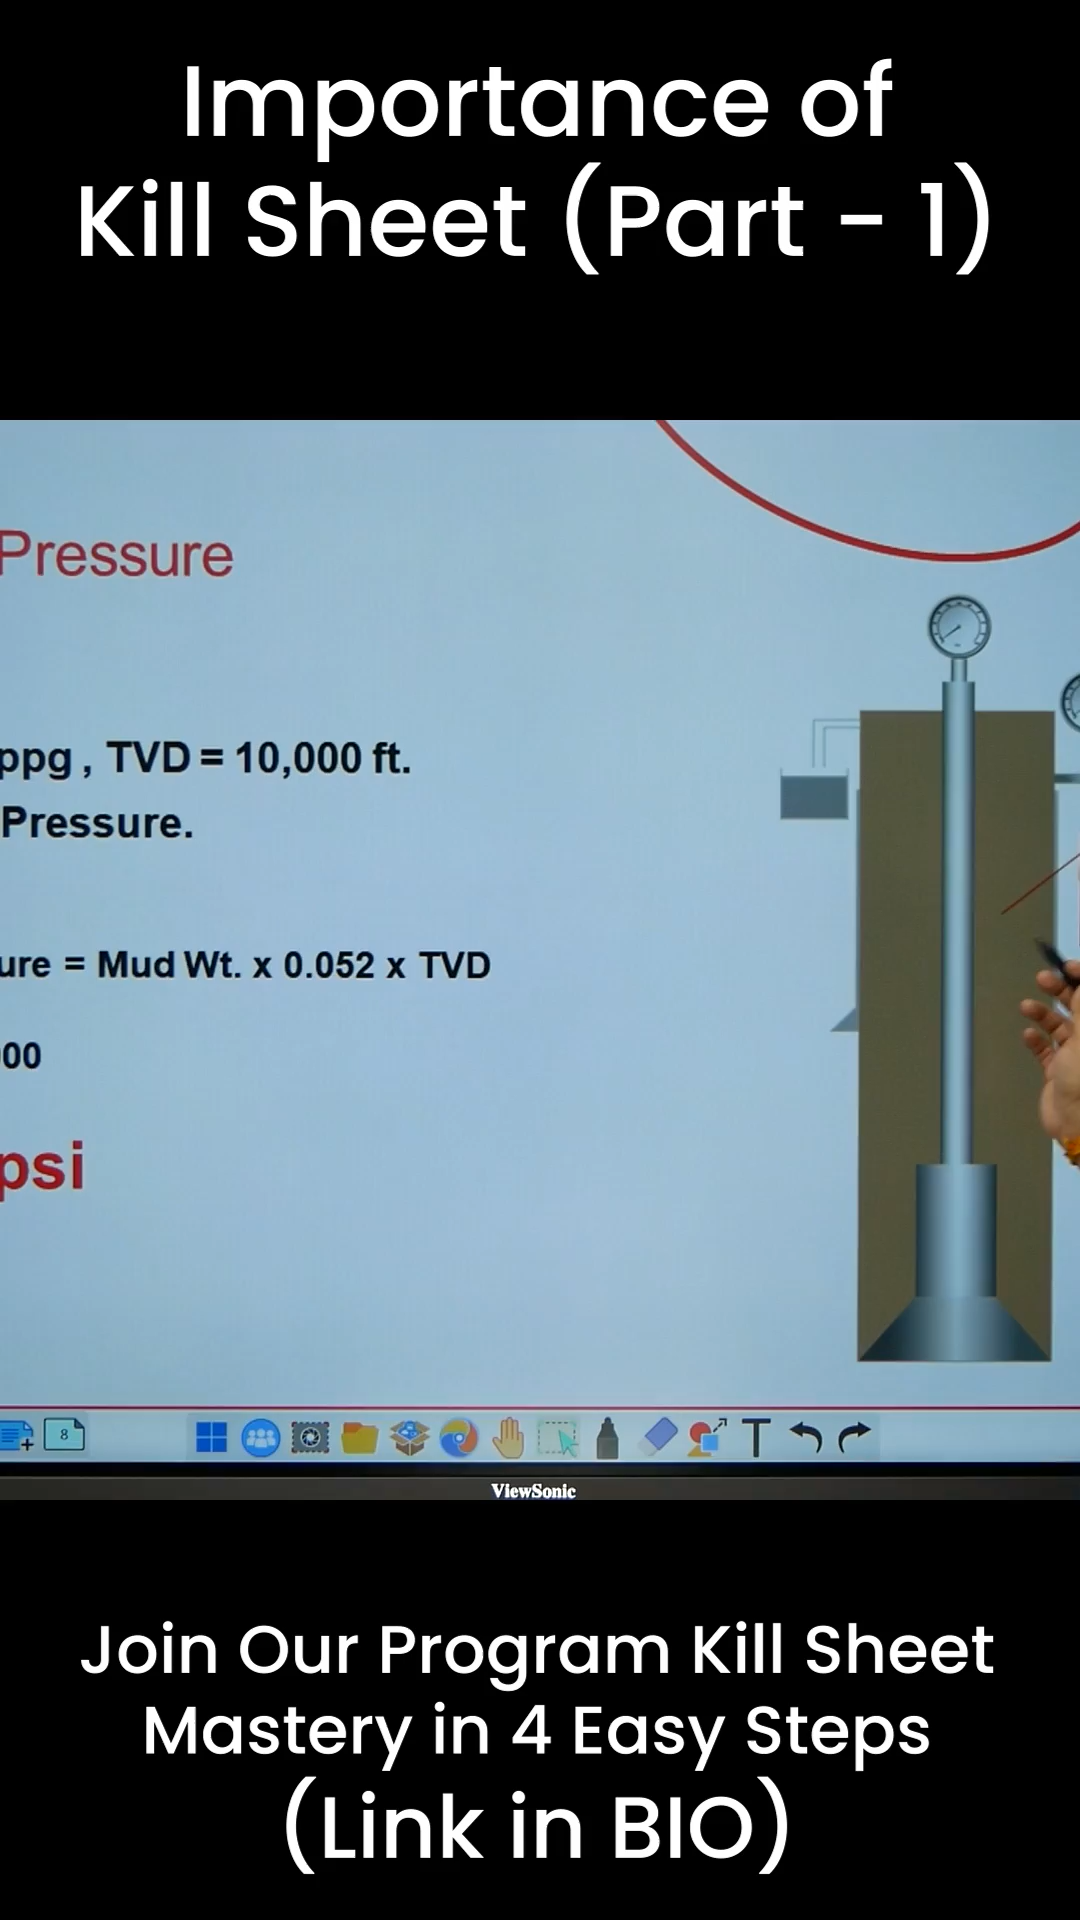 Importance of
Kill Sheet (Part - 1)
Pressure
ppg , TVD = 10,000 ft.
Pressure.
ure = Mud Wt. x 0.052 x TVD
00
psi
8
T
ViewSonic
Join Our Program Kill Sheet
Mastery in 4 Easy Steps
(Link in BIO)